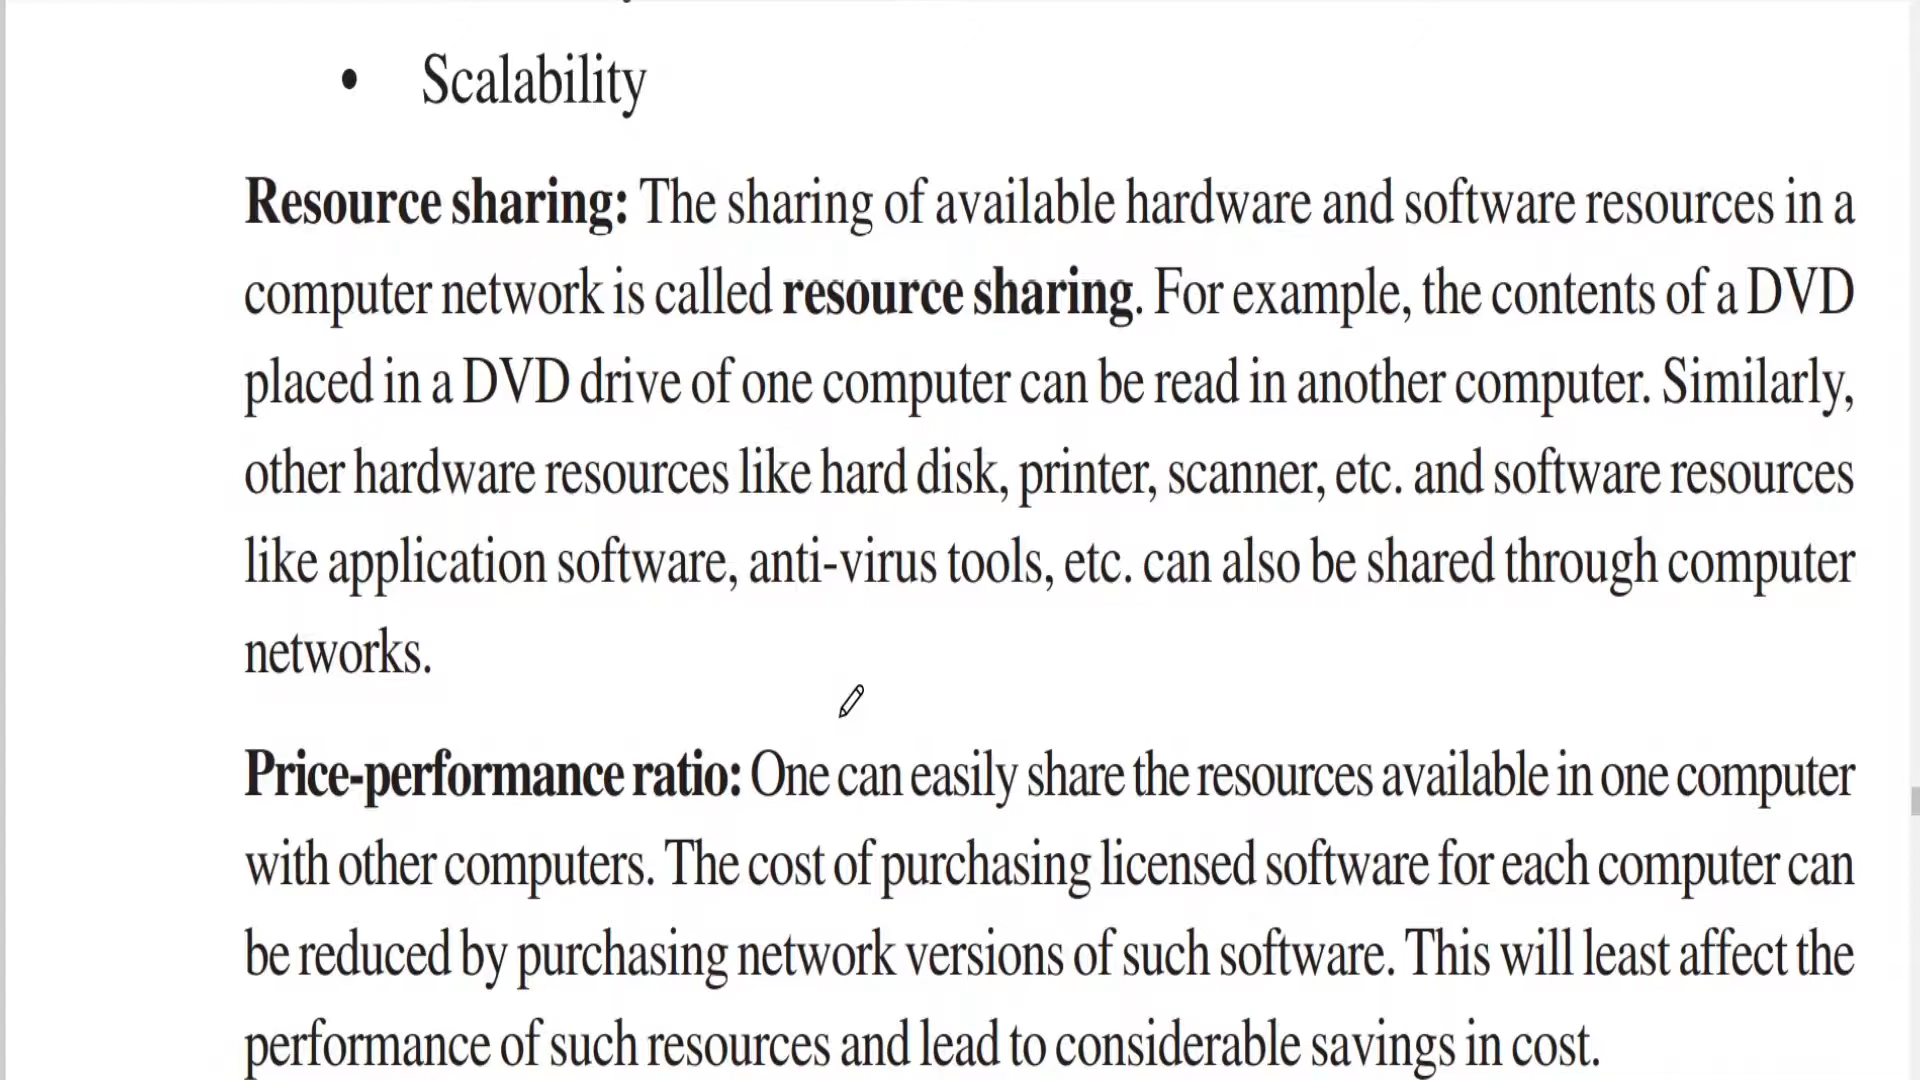 • Scalability
Resource sharing: The sharing of available hardware and software resources in a
computer network is called resource sharing. For example, the contents of a DVD
placed in a DVD drive of one computer can be read in another computer. Similarly,
other hardware resources like hard disk, printer, scanner, etc. and software resources
like application software, anti-virus tools, etc. can also be shared through computer
networks.
Price-performance ratio: One can easily share the resources available in one computer
with other computers. The cost of purchasing licensed software for each computer can
be reduced by purchasing network versions of such software. This will least affect the
performance of such resources and lead to considerable savings in cost.